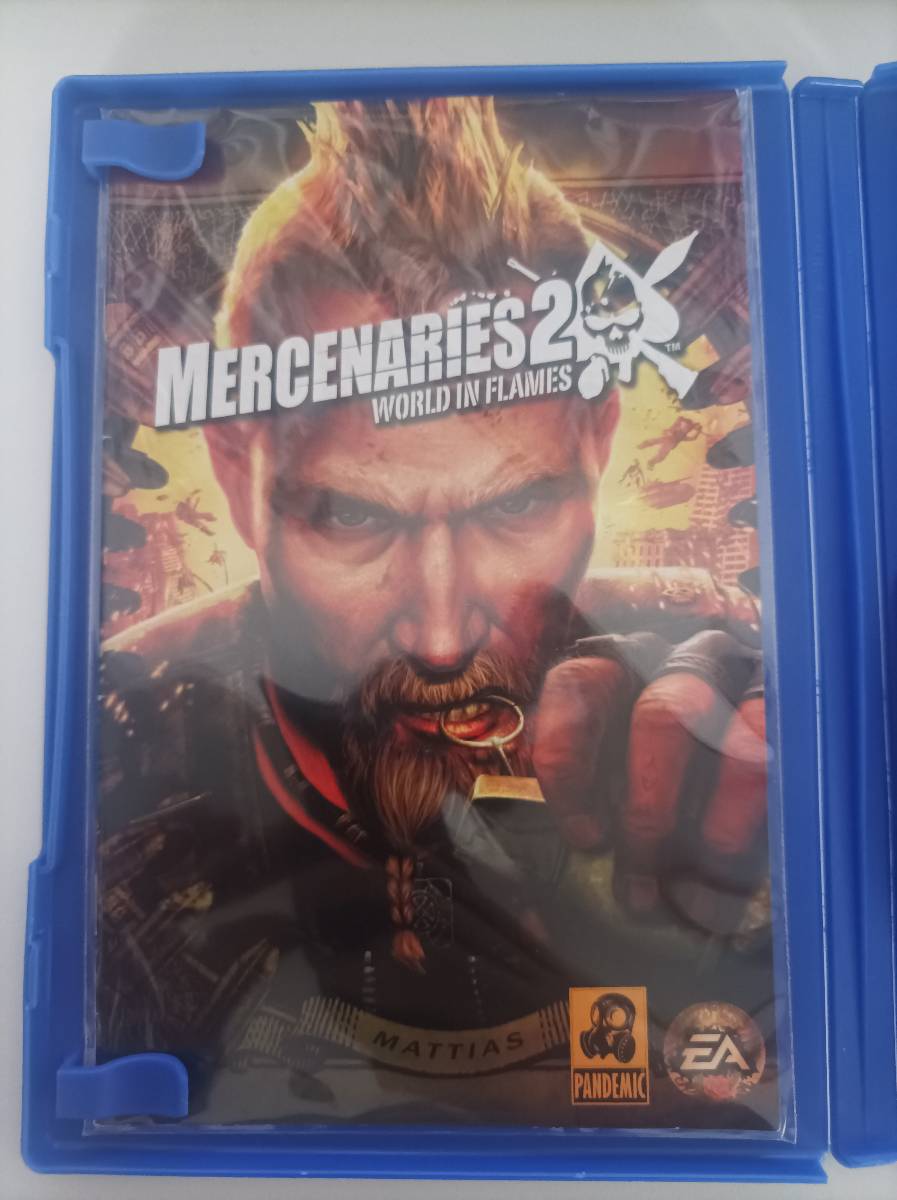 MERCENARIES 2
WORLD IN FLAMES
TM
MATTIAS
PANDEMIC
EA